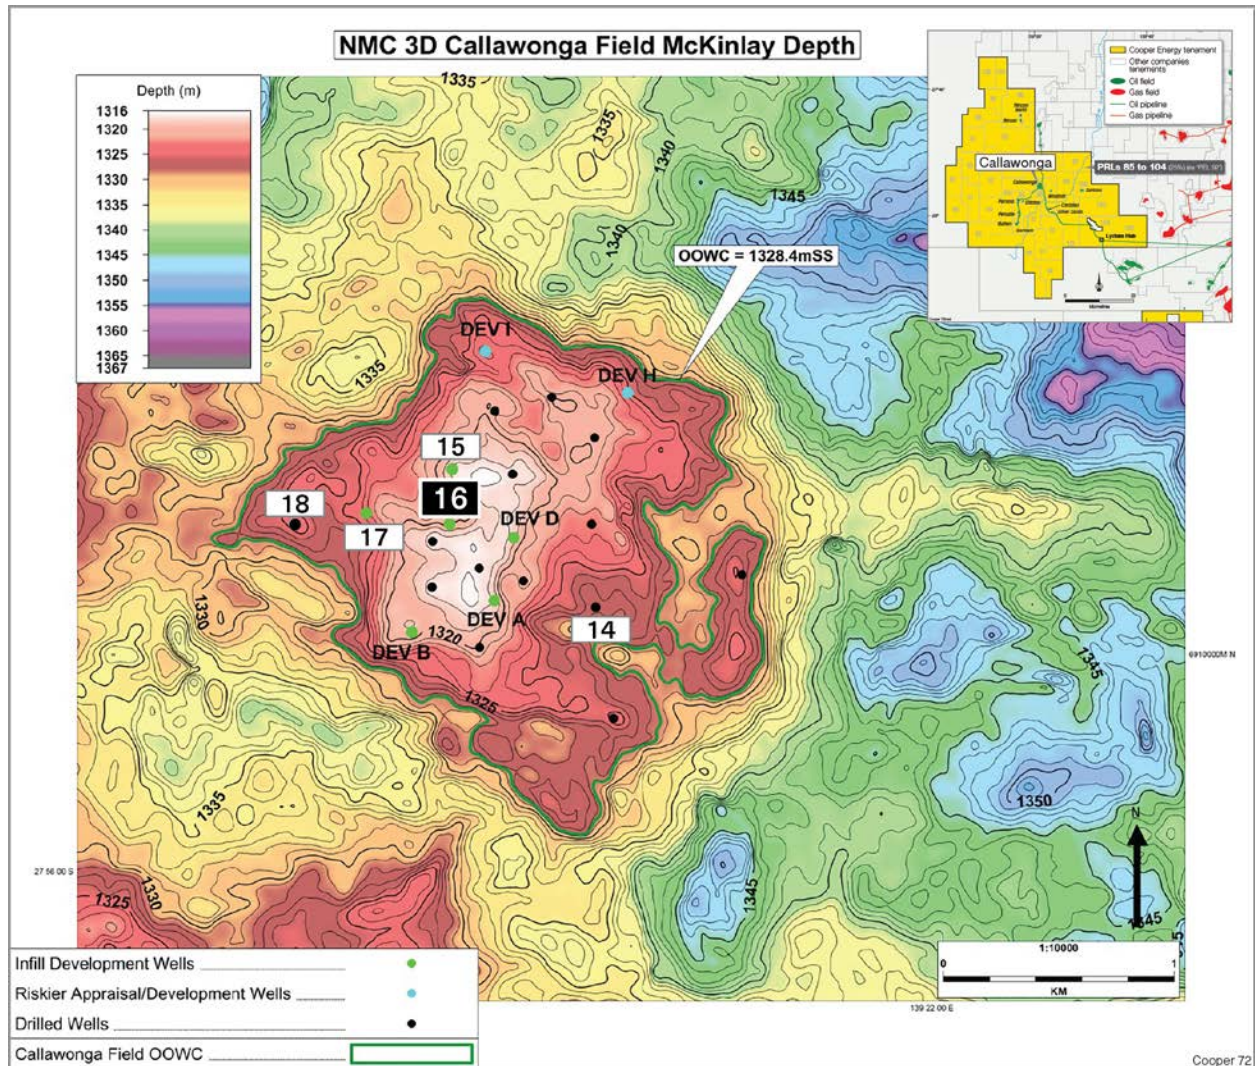 NMC 3D Callawonga Field McKinlay Depth
Depth (m)
1316
1320
1325
1330
1335
1340
1345
1350
1355
1360
1365
1367
Cooper Energy tenement
Other companies
tenements
Oil field
Gas field
Oil pipeline
Gas pipeline
Callawonga
PRLs 85 to 104
Lycium Hub
1335
1335
1340
1345
1340
OOWC = 1328.4mSS
DEV I
DEV H
1335
15
16
18
17
DEV D
1330
DEV A
1320
14
DEV B
6910000M N
1345
1325
1335
1350
N
27 56 00 S
1325
1330
1345
1345
1:10000
0
1
KM
139 22 00 E
Infill Development Wells
Riskier Appraisal/Development Wells
Drilled Wells
Callawonga Field OOWC
Cooper 72